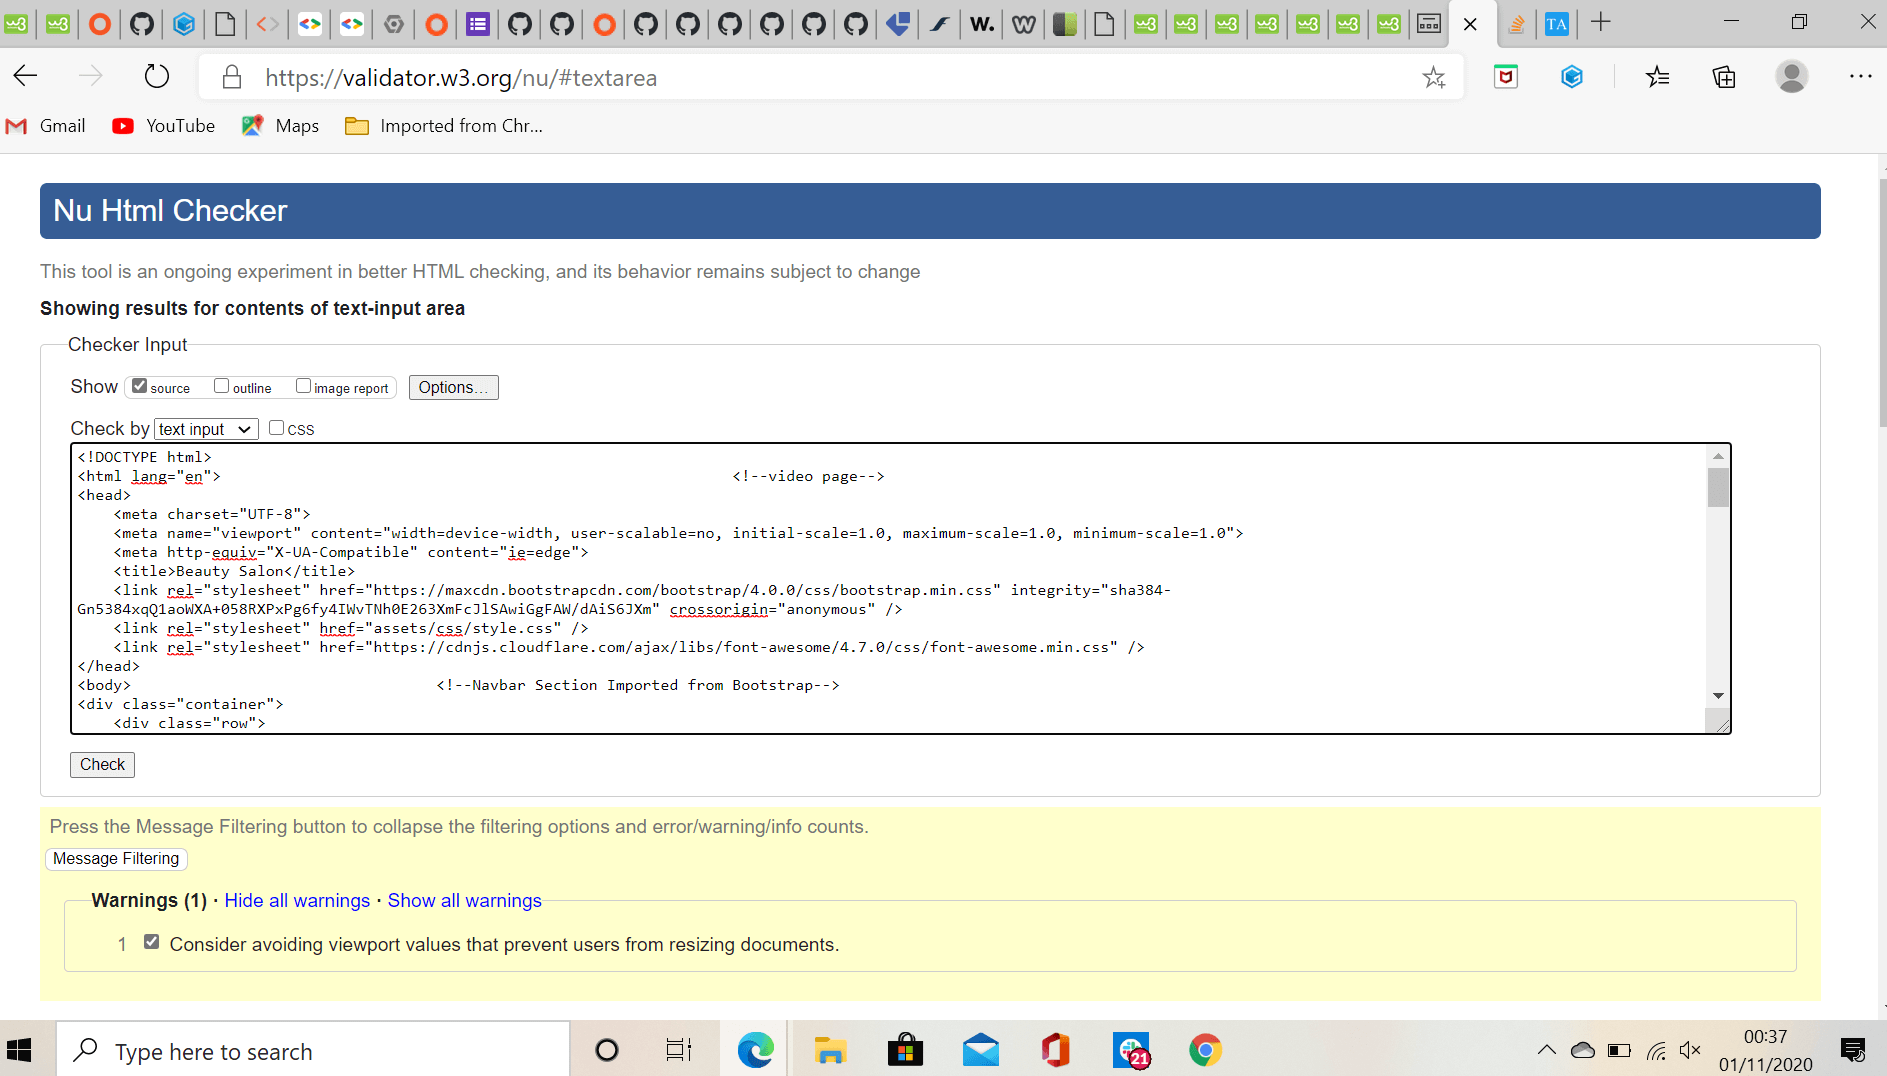 https://validator.w3.org/nu/#textarea
Gmail YouTube Maps Imported from Chr...
Nu Html Checker
This tool is an ongoing experiment in better HTML checking, and its behavior remains subject to change
Showing results for contents of text-input area
Checker Input
Show source outline image report Options...
Check by text input css
<!DOCTYPE html>
<html lang="en"> <!--video page-->
<head>
<meta charset="UTF-8">
<meta name="viewport" content="width=device-width, user-scalable=no, initial-scale=1.0, maximum-scale=1.0, minimum-scale=1.0">
<meta http-equiv="X-UA-Compatible" content="ie=edge">
<title>Beauty Salon</title>
<link rel="stylesheet" href="https://maxcdn.bootstrapcdn.com/bootstrap/4.0.0/css/bootstrap.min.css" integrity="sha384-
Gn5384xqQ1aoWXA+058RXPxPg6fy4IWvTNh0E263XmFcJlSAwiGgFAW/dAiS6JXm" crossorigin="anonymous" />
<link rel="stylesheet" href="assets/css/style.css" />
<link rel="stylesheet" href="https://cdnjs.cloudflare.com/ajax/libs/font-awesome/4.7.0/css/font-awesome.min.css" />
</head>
<body> <!--Navbar Section Imported from Bootstrap-->
<div class="container">
<div class="row">
Check
Press the Message Filtering button to collapse the filtering options and error/warning/info counts.
Message Filtering
Warnings (1) · Hide all warnings · Show all warnings
1 Consider avoiding viewport values that prevent users from resizing documents.
Type here to search
21
00:37
01/11/2020